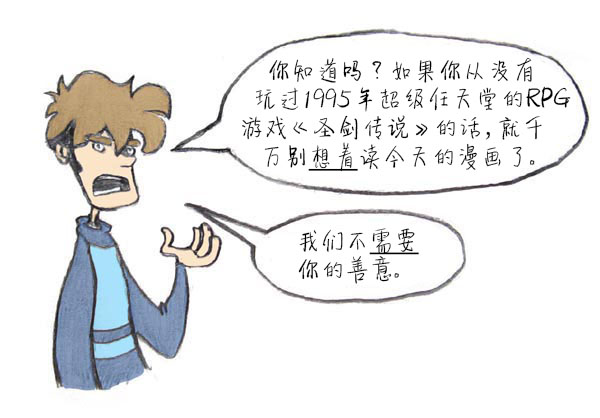 你知道吗？如果你从没有
玩过1995年超级任天堂的RPG
游戏《圣剑传说》的话，就千
万别想着读今天的漫画了。
我们不需要
你的善意。